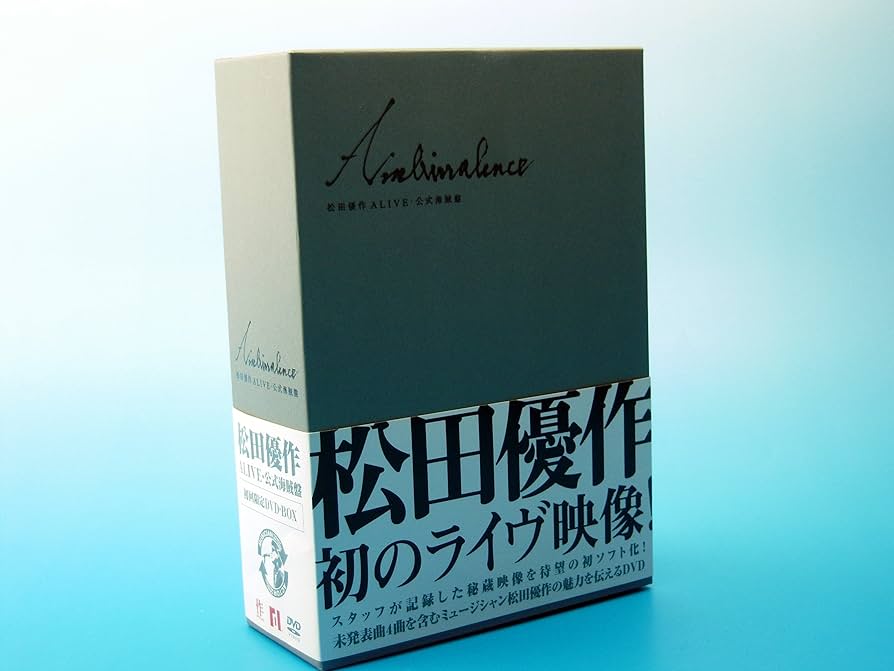 Ambivalence
松田優作 ALIVE・公式海賊盤
松田優作
初のライヴ映像！
スタッフが記録した秘蔵映像を待望の初ソフト化！
未発表曲4曲を含むミュージシャン松田優作の魅力を伝えるDVD
Ambivalence
松田優作 ALIVE・公式海賊盤
松田優作
ALIVE・公式海賊盤
初回限定DVD-BOX
作
DVD